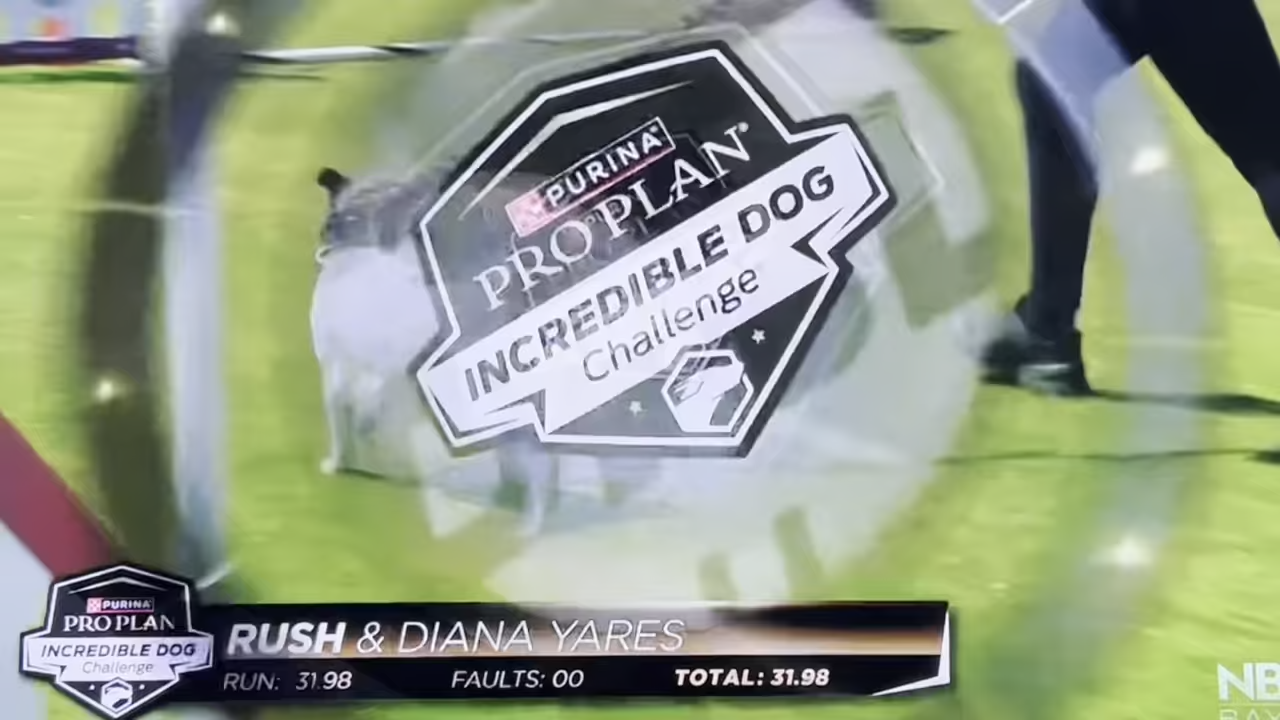 PURINA
PRO PLAN®
INCREDIBLE DOG
Challenge
PURINA
PRO PLAN
INCREDIBLE DOG
Challenge
RUSH & DIANA YARES
RUN: 31.98 FAULTS: 00 TOTAL: 31.98
NB